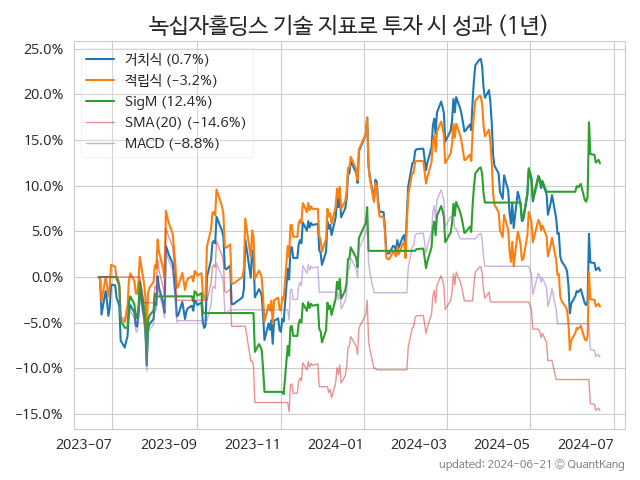 녹십자홀딩스 기술 지표로 투자 시 성과 (1년)
25.0%
20.0%
15.0%
10.0%
5.0%
0.0%
−5.0%
−10.0%
−15.0%
거치식 (0.7%)
적립식 (−3.2%)
SigM (12.4%)
SMA(20) (−14.6%)
MACD (−8.8%)
2023−07 2023−09 2023−11 2024−01 2024−03 2024−05 2024−07
updated: 2024−06−21 ⓒ QuantKang